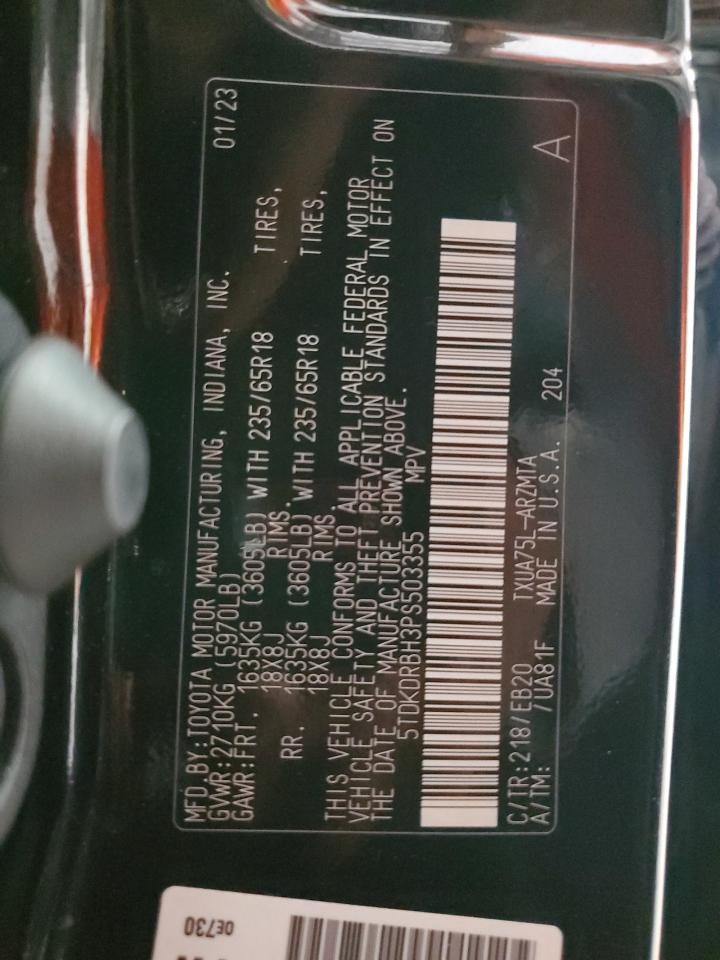 MFD.BY:TOYOTA MOTOR MANUFACTURING, INDIANA, INC. 01/23
GVWR:2710KG (5970LB)
GAWR:FRT. 1635KG (3605LB) WITH 235/65R18 TIRES,
18X8J RIMS.
RR. 1635KG (3605LB) WITH 235/65R18 TIRES,
18X8J RIMS.
THIS VEHICLE CONFORMS TO ALL APPLICABLE FEDERAL MOTOR
VEHICLE SAFETY AND THEFT PREVENTION STANDARDS IN EFFECT ON
THE DATE OF MANUFACTURE SHOWN ABOVE.
5TDKDRBH3PS503355 MPV
C/TR:218/EB20 TXUA75L-ARZMTA A
A/TM: /UA81F MADE IN U.S.A. 204
0E730